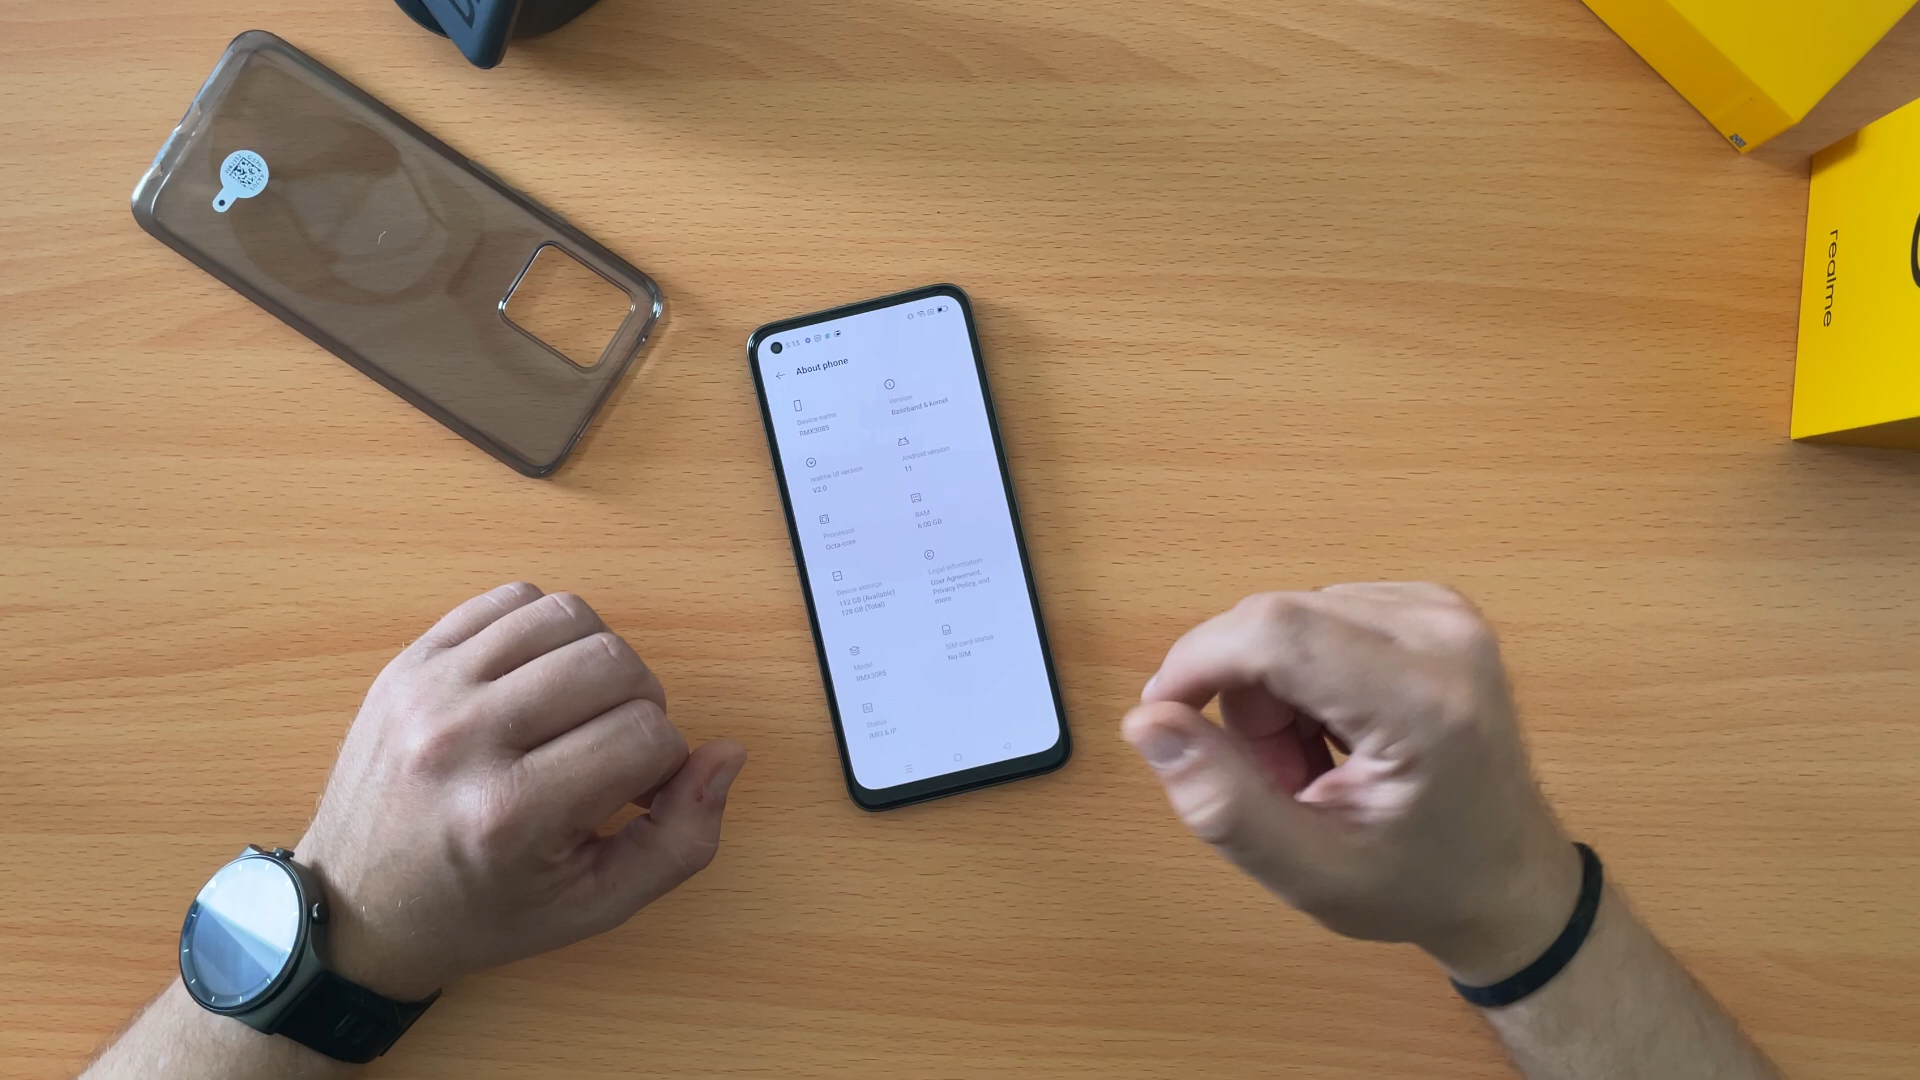 5:15
About phone
Device name
RMX3085
Version
Baseband & kernel
realme UI version
V2.0
Android version
11
Processor
Octa-core
RAM
6.00 GB
Device storage
112 GB (Available)
128 GB (Total)
Legal information
User Agreement,
Privacy Policy, and
more
Model
RMX3085
SIM card status
No SIM
Status
IMEI & IP
realme